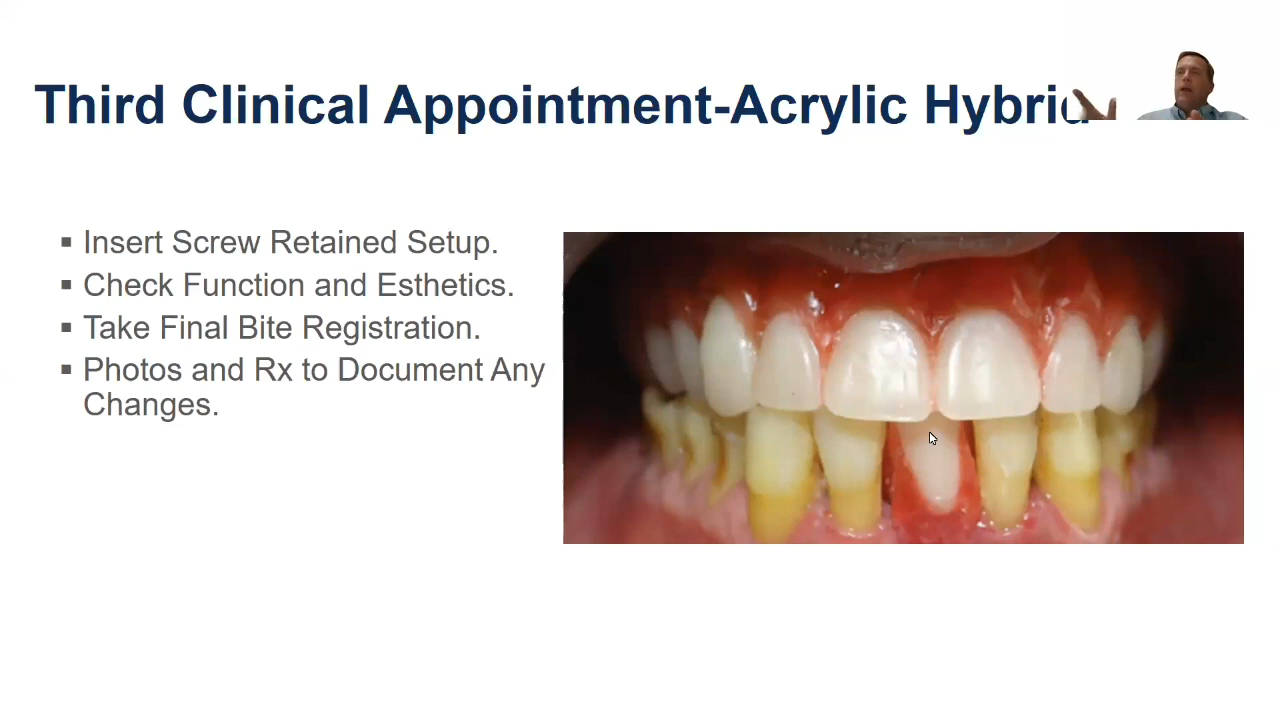 Third Clinical Appointment-Acrylic Hybrid
▪ Insert Screw Retained Setup.
▪ Check Function and Esthetics.
▪ Take Final Bite Registration.
▪ Photos and Rx to Document Any
Changes.